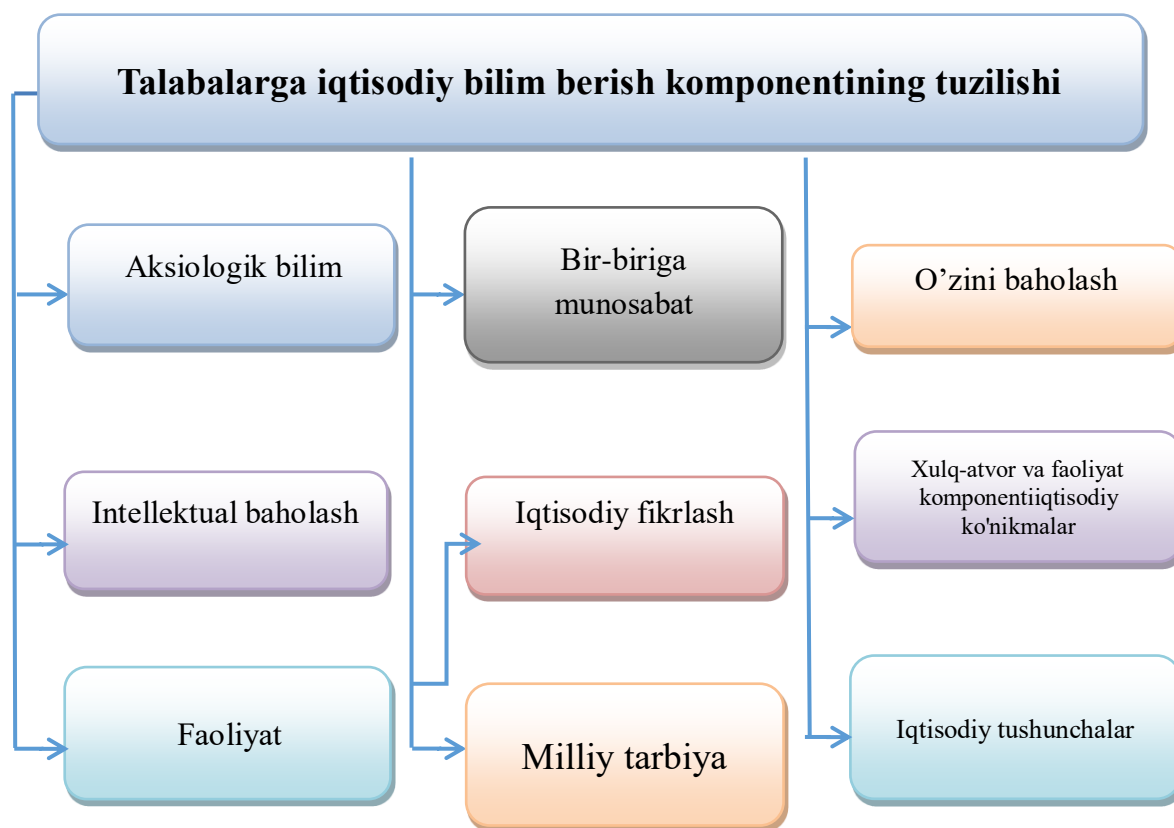 Talabalarga iqtisodiy bilim berish komponentining tuzilishi
Aksiologik bilim
Bir-biriga
munosabat
O’zini baholash
Intellektual baholash
Iqtisodiy fikrlash
Xulq-atvor va faoliyat
komponentiiqtisodiy
ko'nikmalar
Faoliyat
Milliy tarbiya
Iqtisodiy tushunchalar